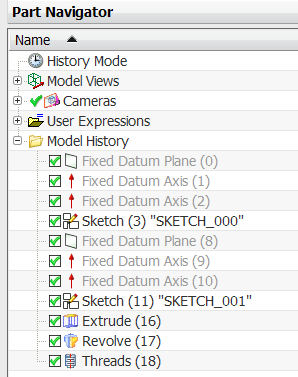 Part Navigator
Name
History Mode
Model Views
Cameras
User Expressions
Model History
Fixed Datum Plane (0)
Fixed Datum Axis (1)
Fixed Datum Axis (2)
Sketch (3) "SKETCH_000"
Fixed Datum Plane (8)
Fixed Datum Axis (9)
Fixed Datum Axis (10)
Sketch (11) "SKETCH_001"
Extrude (16)
Revolve (17)
Threads (18)